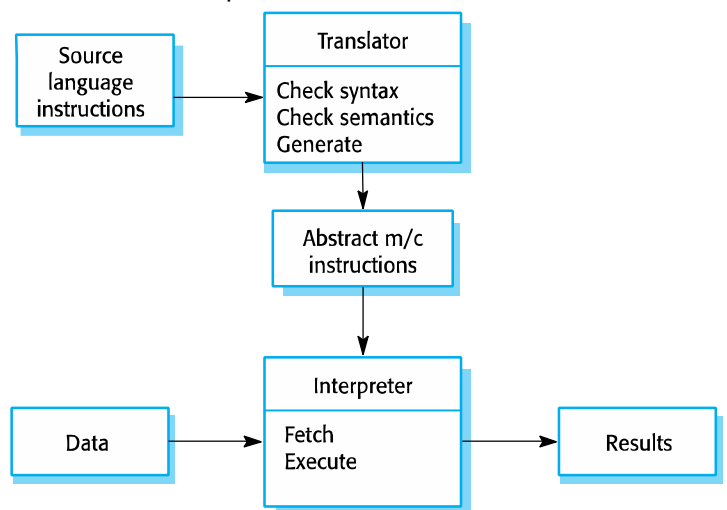 Source
language
instructions
Translator
Check syntax
Check semantics
Generate
Abstract m/c
instructions
Interpreter
Fetch
Execute
Data
Results